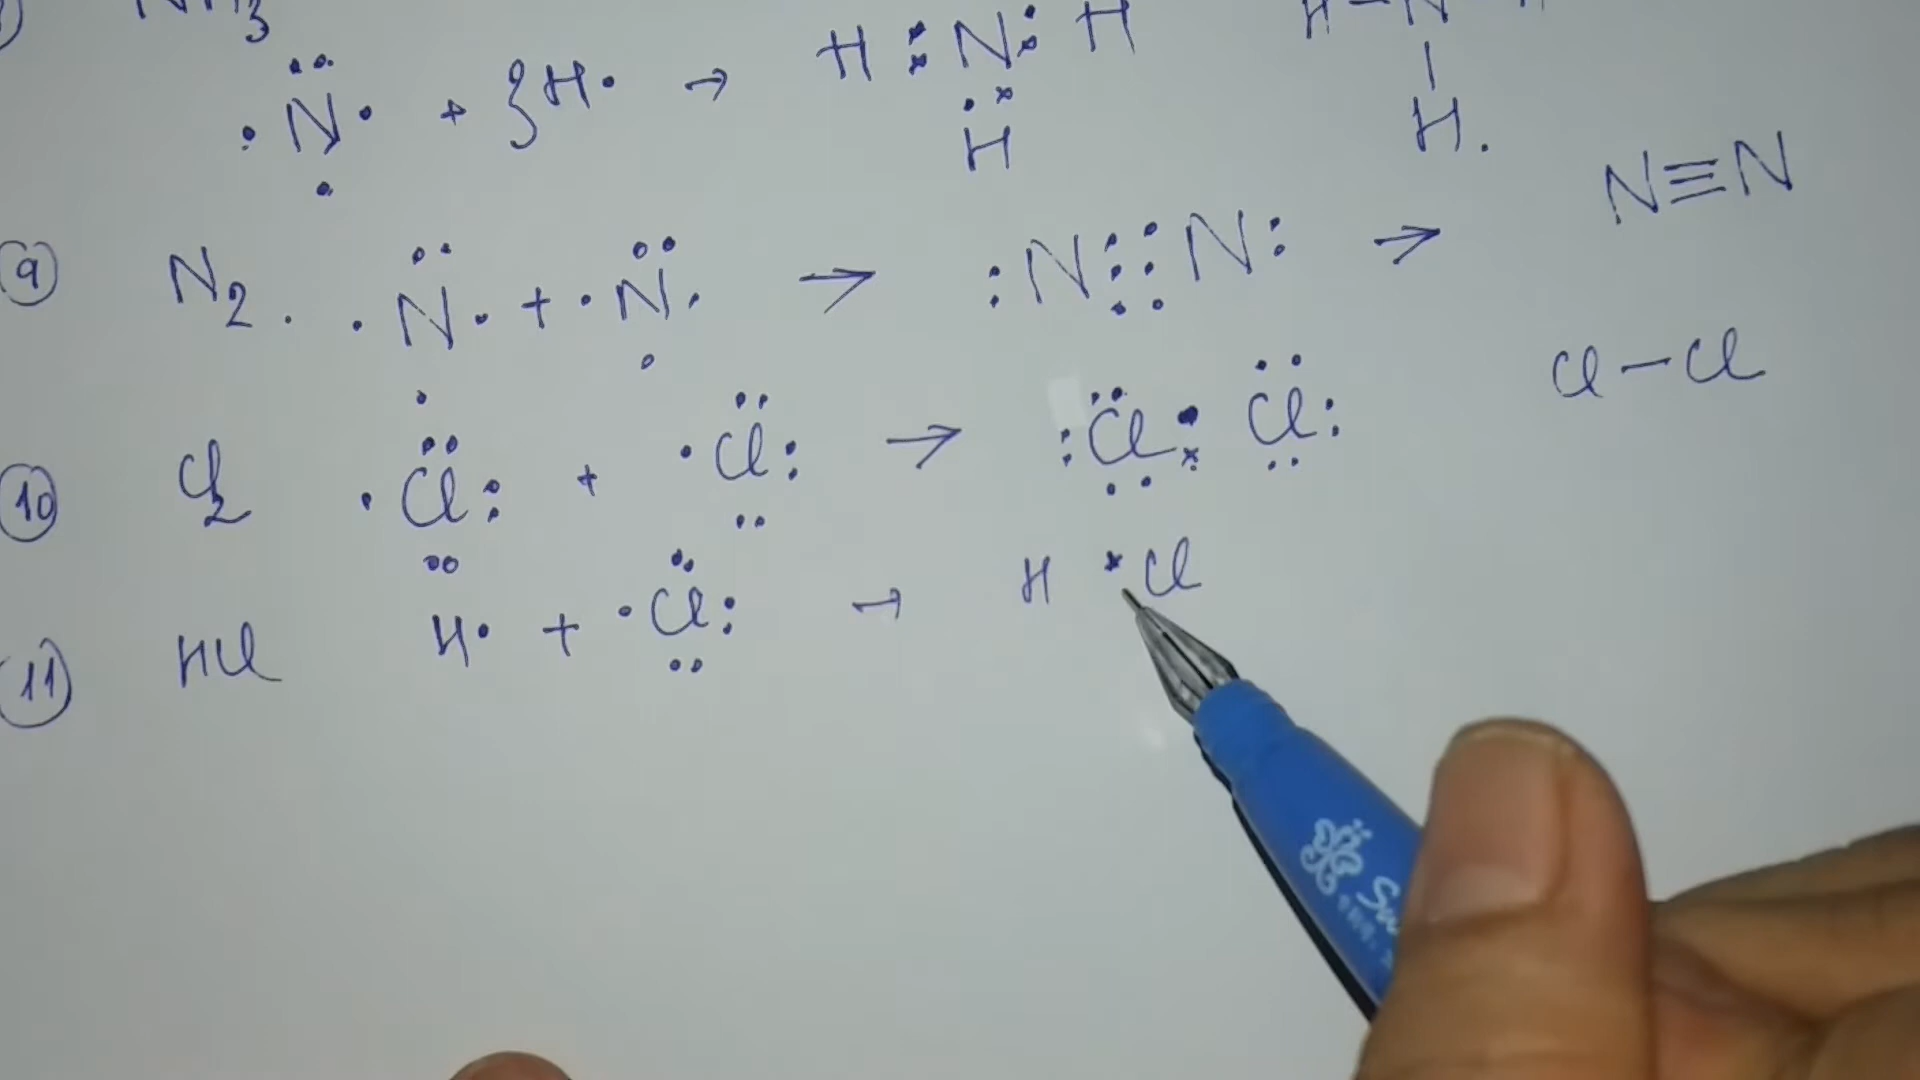 NH3
N + 3H → H N H H H-N-H H.
⑨ N2. N + N → N N → N≡N
⑩ Cl2 Cl + Cl → Cl Cl Cl-Cl
⑪ HCl H + Cl → H Cl